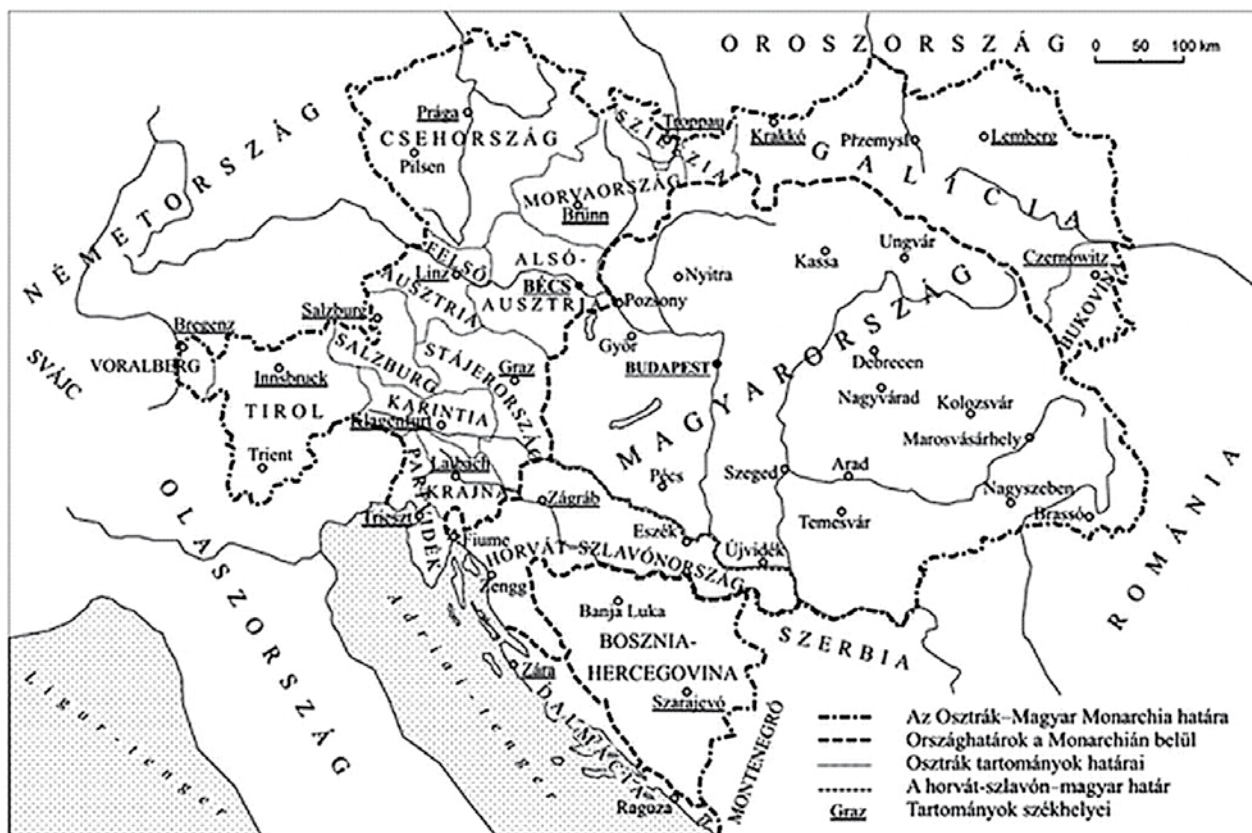 OROSZORSZÁG
0 50 100 km
NÉMETORSZÁG
Prága
CSEHORSZÁG
Pilsen
Troppau
SZILÉZIA
Krakkó
Přzemysl
Lemberg
GALÍCIA
MORVAORSZÁG
Brünn
FELSŐ-
AUSZTRIA
Linz
ALSÓ-
AUSZTRIA
BÉCS
Pozsony
Nyitra
Kassa
Ungvár
Czernowitz
BUKOVINA
Salzburg
SALZBURG
Bregenz
VORALBERG
SVÁJC
Innsbruck
TIROL
Trient
STÁJERORSZÁG
Graz
KARINTIA
Klagenfurt
Győr
BUDAPEST
MAGYARORSZÁG
Debrecen
Nagyvárad
Kolozsvár
Marosvásárhely
Laibach
KRAJNA
PARTVIDÉK
Trieszt
Fiume
Zágráb
Pécs
Szeged
Arad
Nagyszeben
Brassó
Temesvár
Eszék
Újvidék
HORVÁT-SZLAVÓNORSZÁG
Zengg
OLASZORSZÁG
ROMÁNIA
SZERBIA
Banja Luka
BOSZNIA-
HERCEGOVINA
Szarajevó
Zára
DALMÁCIA
Adriai-tenger
Ligur-tenger
Raguza
MONTENEGRÓ
Az Osztrák–Magyar Monarchia határa
Országhatárok a Monarchián belül
Osztrák tartományok határai
A horvát-szlavón–magyar határ
Graz Tartományok székhelyei